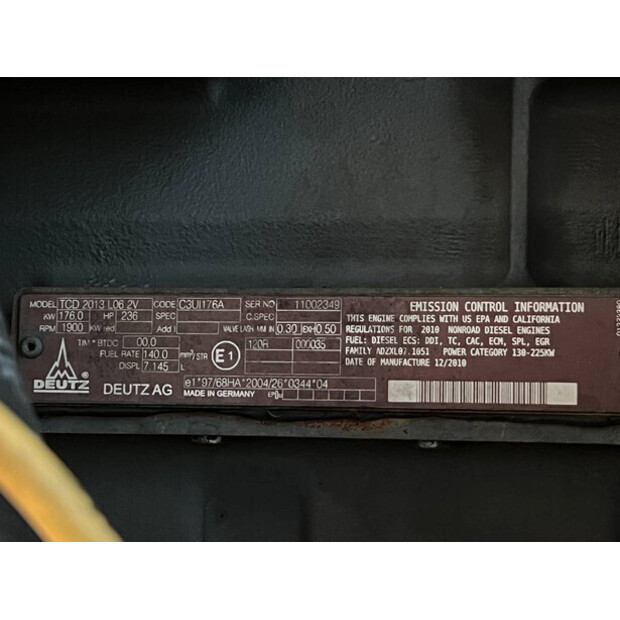 MODEL TCD 2013 L06 2V CODE C3UI176A SER NO 11002349
KW 176.0 HP 236 SPEC C.SPEC
RPM 1900 KW red Add I VALVE LASH MM IN 0.30 EXH 0.50
TIM ° BTDC 00.0 120R 000035
FUEL RATE 140.0 mm³/STR E1
DISPL 7.145 L
DEUTZ DEUTZ AG
e1*97/68HA*2004/26*0344*04
MADE IN GERMANY
EMISSION CONTROL INFORMATION
THIS ENGINE COMPLIES WITH US EPA AND CALIFORNIA
REGULATIONS FOR 2010 NONROAD DIESEL ENGINES
FUEL: DIESEL ECS: DDI, TC, CAC, ECM, SPL, EGR
FAMILY AD2XL07.1051 POWER CATEGORY 130-225KW
DATE OF MANUFACTURE 12/2010